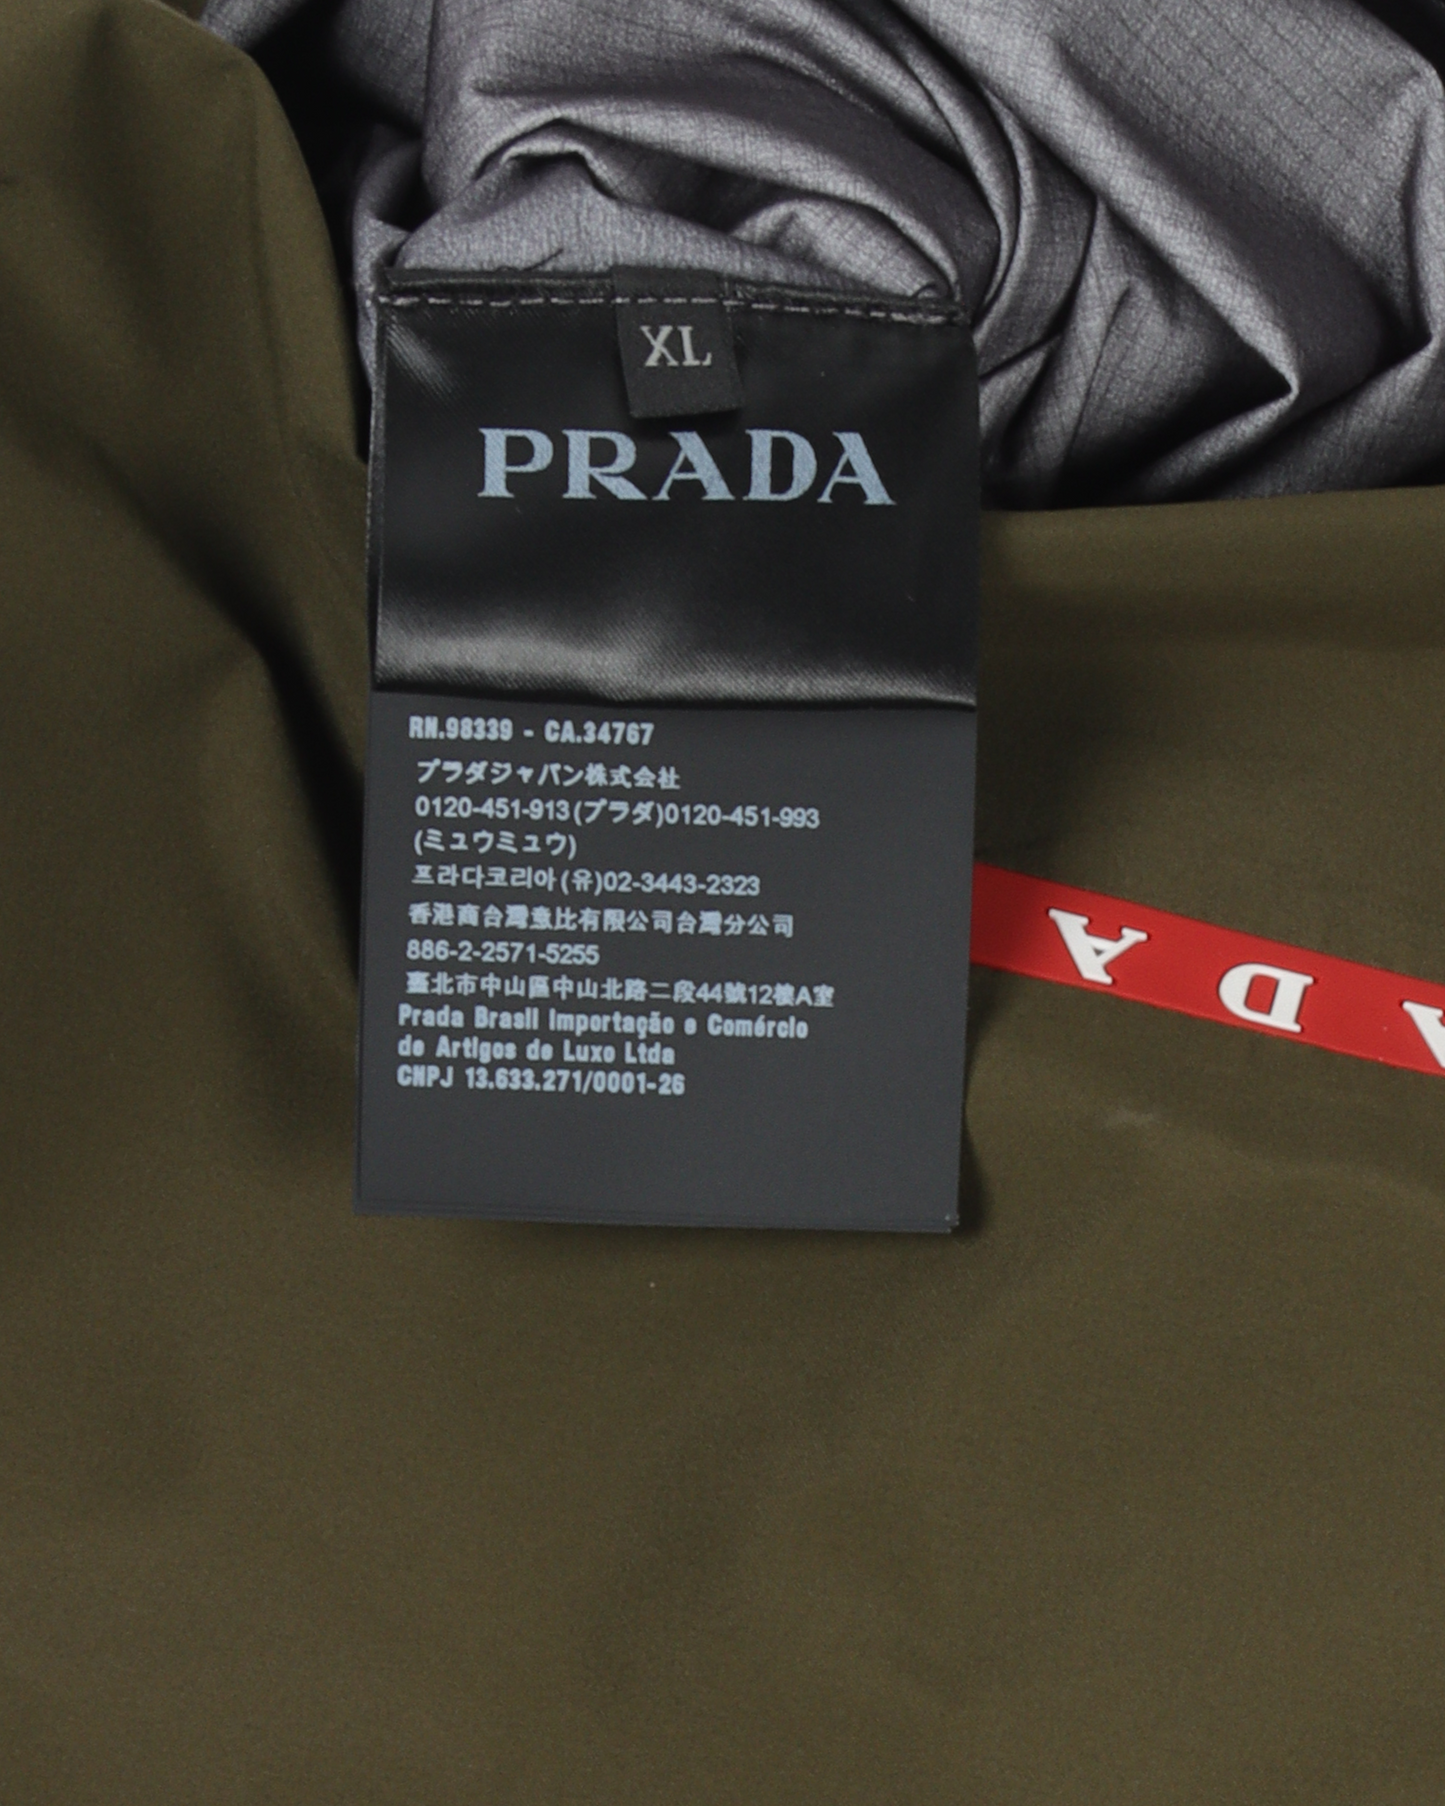 XL
PRADA
RN.98339 - CA.34767
プラダジャパン株式会社
0120-451-913(プラダ)0120-451-993
(ミュウミュウ)
프라다코리아(유)02-3443-2323
香港商台灣意比有限公司台灣分公司
886-2-2571-5255
臺北市中山區中山北路二段44號12樓A室
Prada Brasil Importação e Comércio
de Artigos de Luxo Ltda
CNPJ 13.633.271/0001-26
A D A